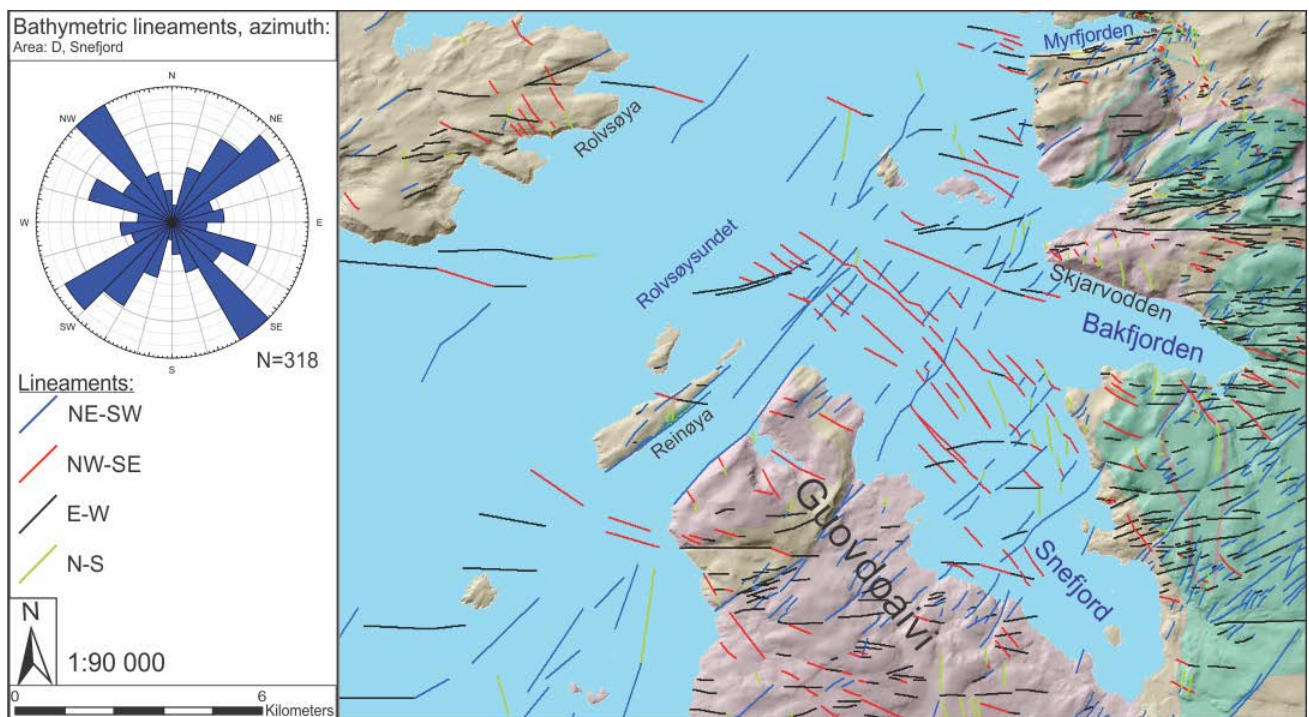 Bathymetric lineaments, azimuth:
Area: D, Snefjord
N
NW
NE
W
E
SW
SE
S
N=318
Lineaments:
NE-SW
NW-SE
E-W
N-S
N
1:90 000
0
6
Kilometers
Myrfjorden
Rolvsøya
Rolvsøysundet
Skjarvodden
Bakfjorden
Reinøya
Guovdøaivi
Snefjord